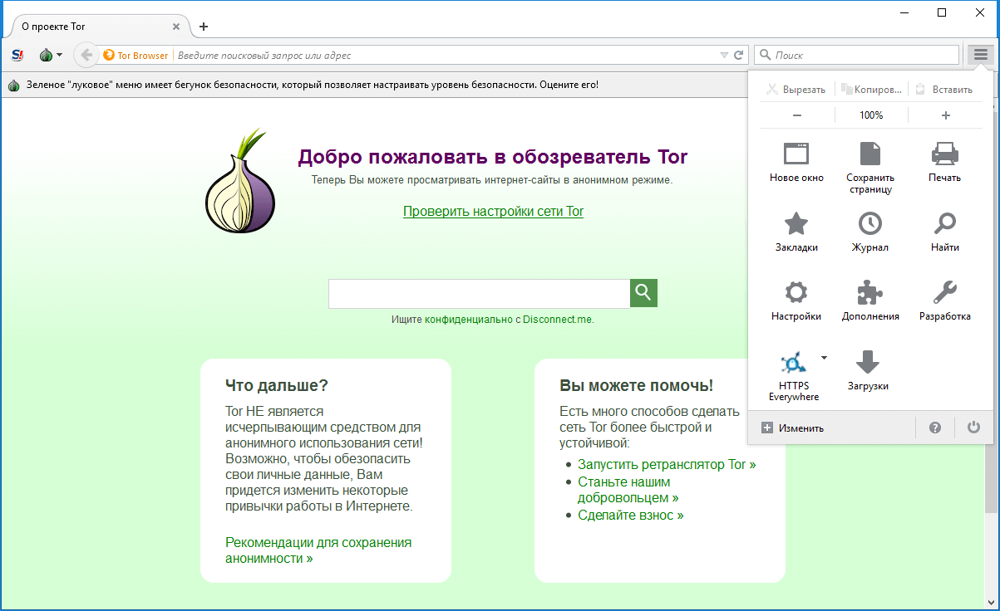 О проекте Tor
S!
Tor Browser
Введите поисковый запрос или адрес
Поиск
Зеленое "луковое" меню имеет бегунок безопасности, который позволяет настраивать уровень безопасности. Оцените его!
Вырезать
Копиров...
Вставить
100%
Новое окно
Сохранить
страницу
Печать
Закладки
Журнал
Найти
Настройки
Дополнения
Разработка
HTTPS
Everywhere
Загрузки
Изменить
Добро пожаловать в обозреватель Tor
Теперь Вы можете просматривать интернет-сайты в анонимном режиме.
Проверить настройки сети Tor
Ищите конфиденциально с Disconnect.me.
Что дальше?
Tor НЕ является
исчерпывающим средством для
анонимного использования сети!
Возможно, чтобы обезопасить
свои личные данные, Вам
придется изменить некоторые
привычки работы в Интернете.
Рекомендации для сохранения
анонимности »
Вы можете помочь!
Есть много способов сделать
сеть Tor более быстрой и
устойчивой:
Запустить ретранслятор Tor »
Станьте нашим
добровольцем »
Сделайте взнос »